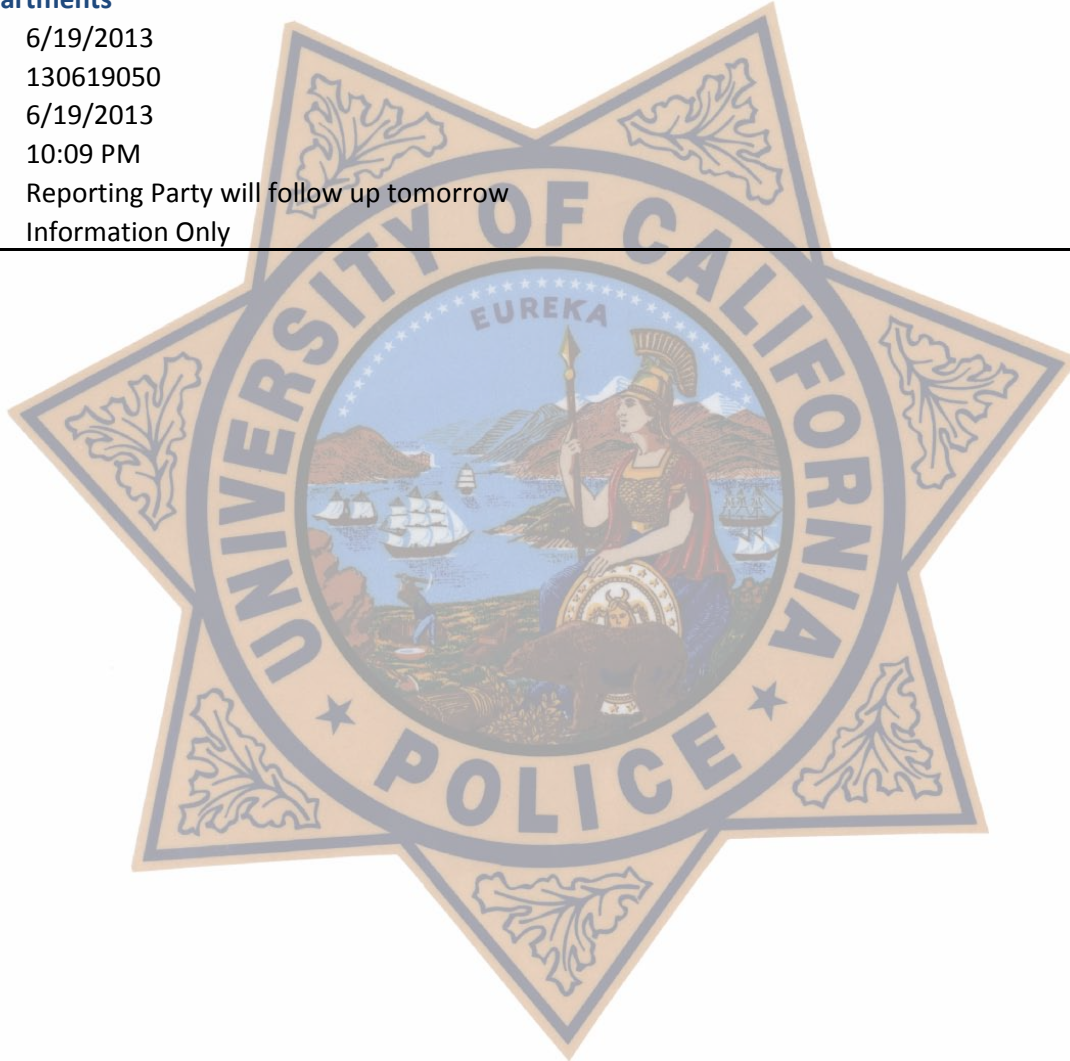 artments
6/19/2013
130619050
6/19/2013
10:09 PM
Reporting Party will follow up tomorrow
Information Only
UNIVERSITY OF CALIFORNIA
EUREKA
★ POLICE ★